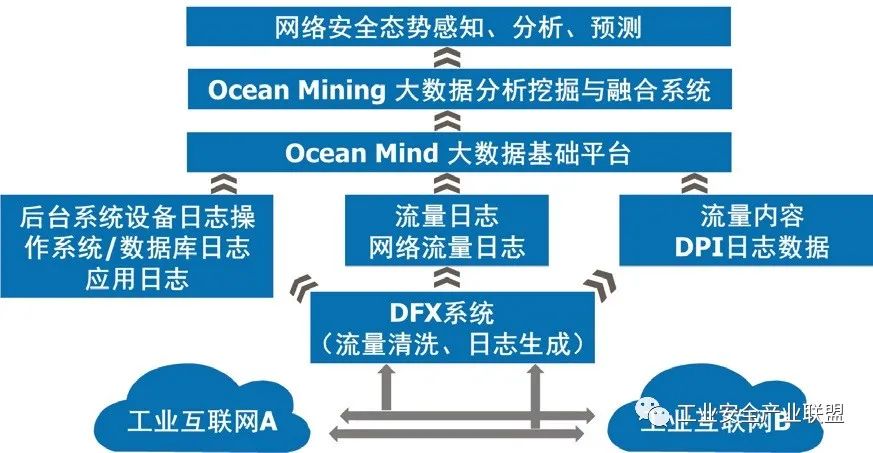 网络安全态势感知、分析、预测
Ocean Mining 大数据分析挖掘与融合系统
Ocean Mind 大数据基础平台
后台系统设备日志操
作系统/数据库日志
应用日志
流量日志
网络流量日志
流量内容
DPI日志数据
DFX系统
（流量清洗、日志生成）
工业互联网A
工业互联网B
工业安全产业联盟